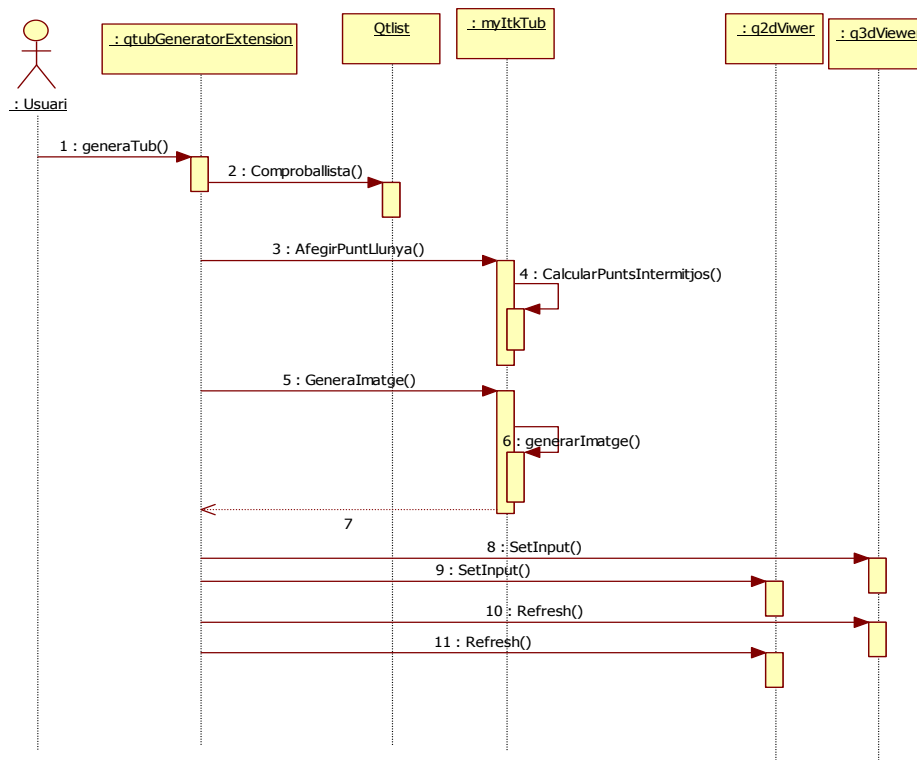 : Usuari
: qtubGeneratorExtension
Qtlist
: myItkTub
: q2dViwer
: q3dViewer
1 : generaTub()
2 : Comproballista()
3 : AfegirPuntLlunya()
4 : CalcularPuntsIntermitjos()
5 : GeneraImatge()
6 : generarImatge()
7
8 : SetInput()
9 : SetInput()
10 : Refresh()
11 : Refresh()